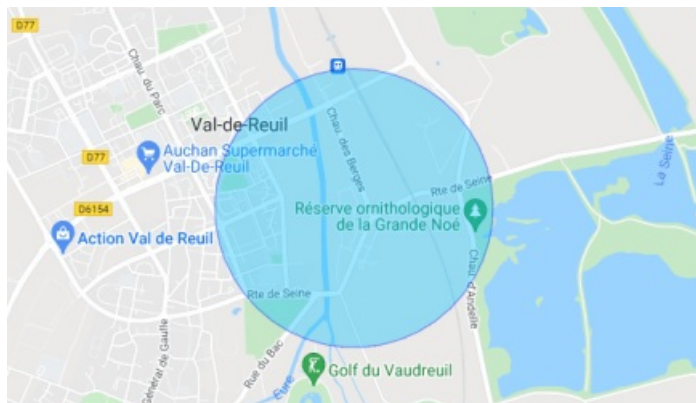 D77
Chau. du Parc
Val-de-Reuil
Chau. des Berges
La Seine
D77
Auchan Supermarché
Val-De-Reuil
Rte de Seine
D6154
Réserve ornithologique
de la Grande Noé
Action Val de Reuil
Chau. d'Andelle
Rte de Seine
Général de Gaulle
Rue du Bac
Eure
Golf du Vaudreuil